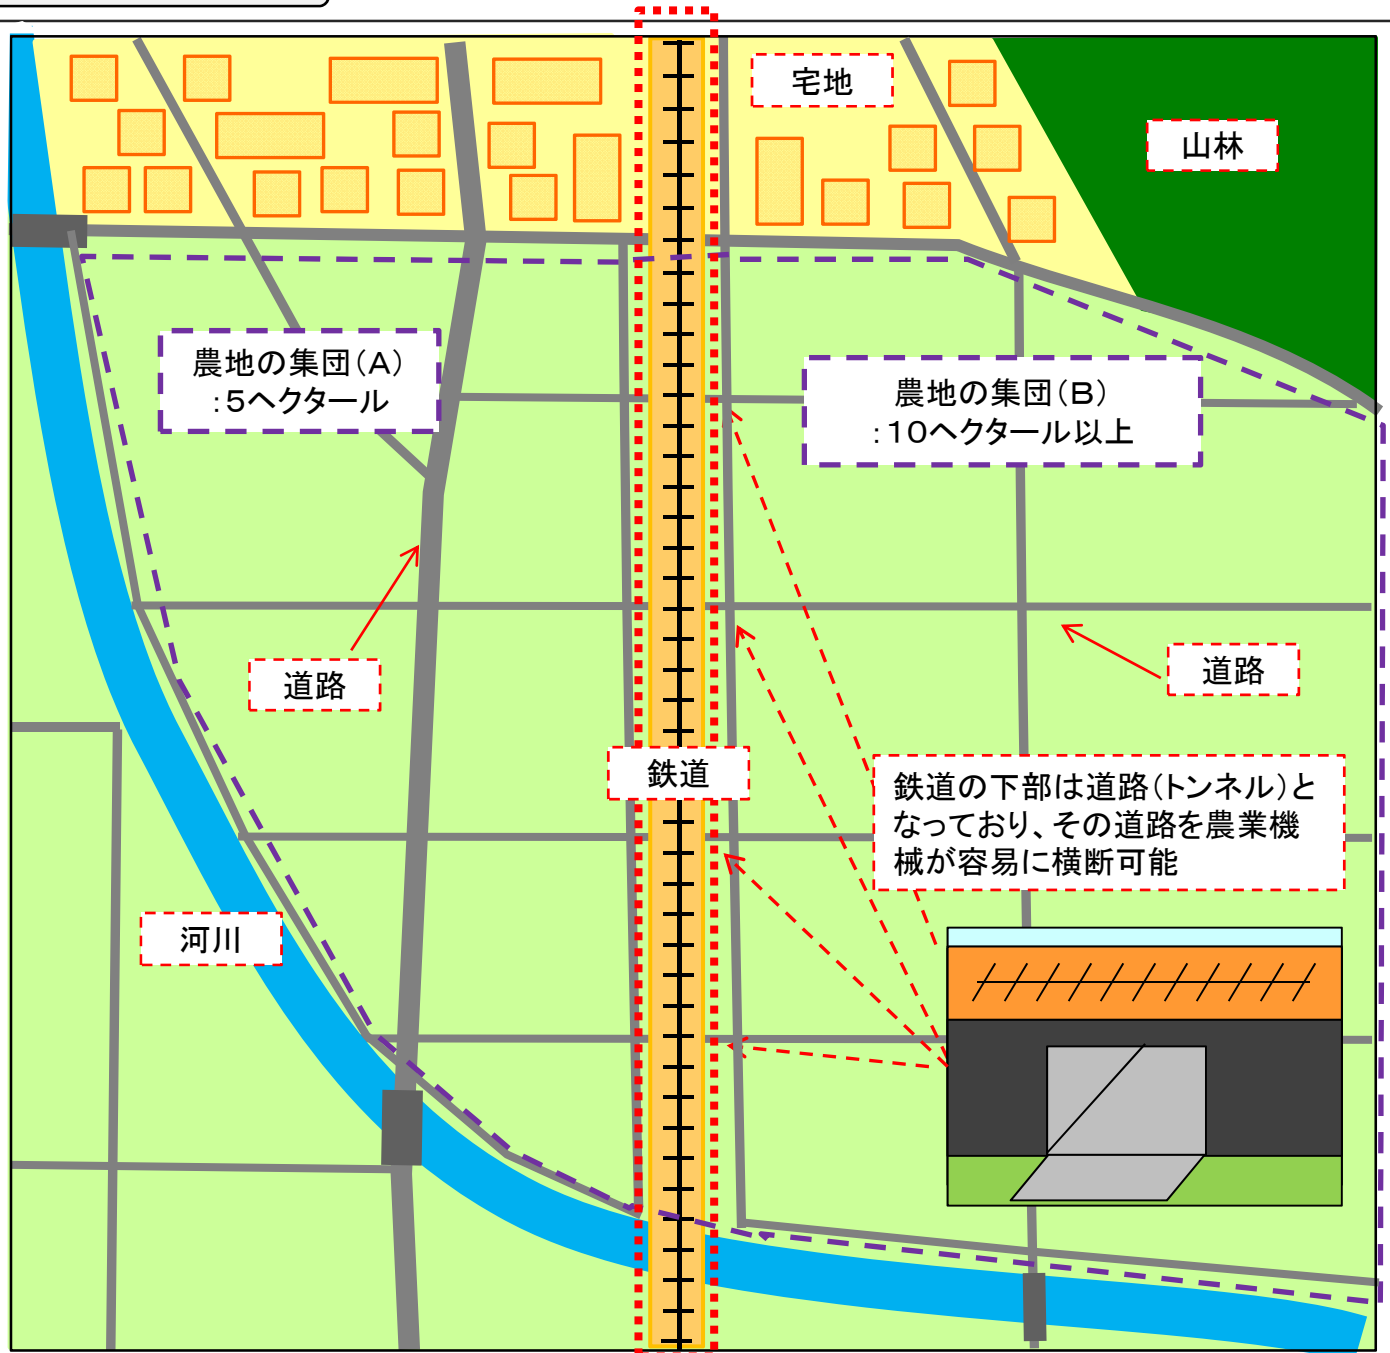 宅地
山林
農地の集団(A)
:5ヘクタール
農地の集団(B)
:10ヘクタール以上
道路
道路
鉄道
鉄道の下部は道路(トンネル)と
なっており、その道路を農業機
械が容易に横断可能
河川